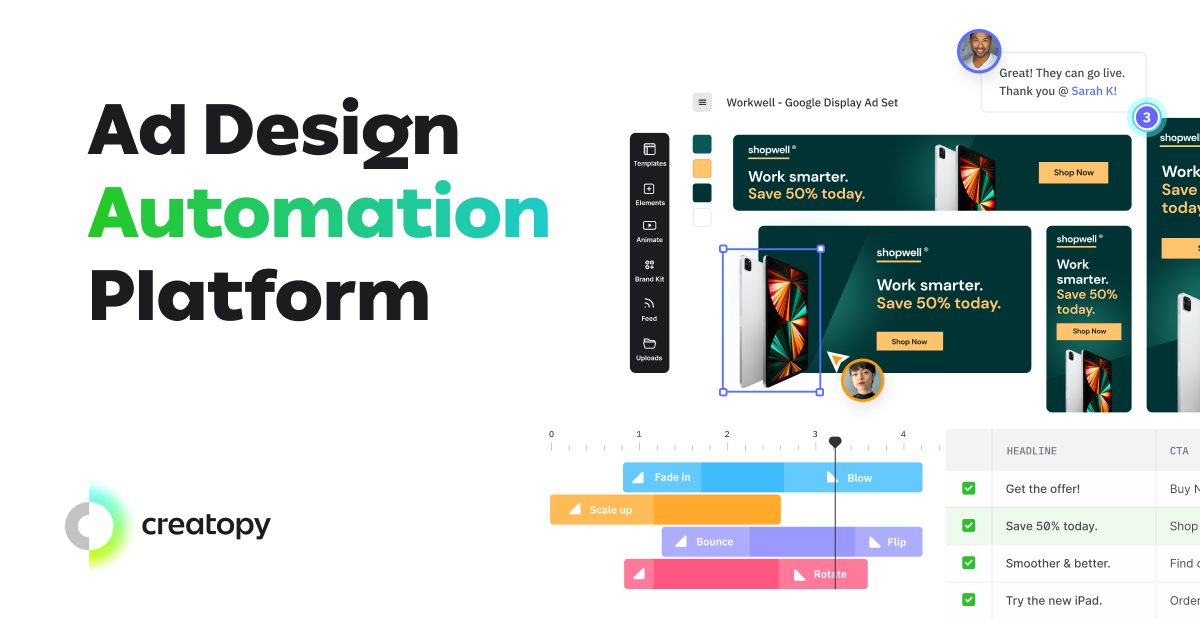 Ad Design
Automation
Platform
creatopy
Great! They can go live.
Thank you @ Sarah K!
3
Workwell - Google Display Ad Set
Templates
Elements
Animate
Brand Kit
Feed
Uploads
shopwell ®
Work smarter.
Save 50% today.
Shop Now
shopwell ®
Work smarter.
Save 50% today.
Shop Now
shopwell ®
Work
smarter.
Save 50%
today.
Shop Now
shopwell
Work
Save
today
0 1 2 3 4
Fade in Blow
Scale up
Bounce Flip
Rotate
HEADLINE CTA
Get the offer! Buy
Save 50% today. Shop
Smoother & better. Find
Try the new iPad. Order